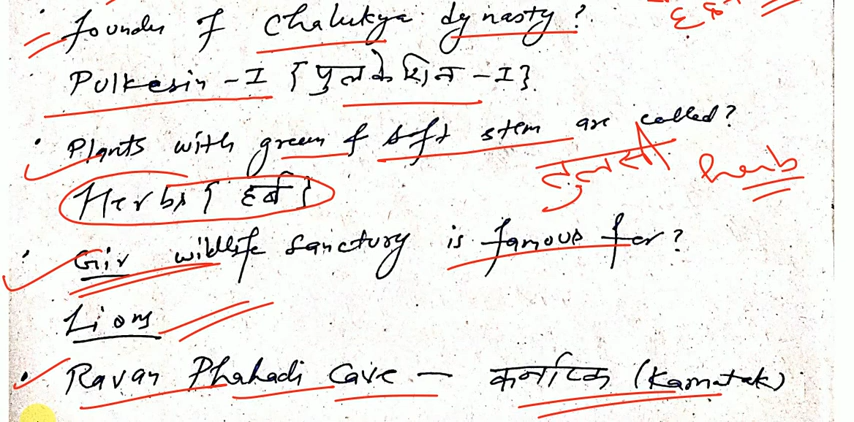 founder of Chalukya dynasty?
Pulkesin - I { पुलकेशिन - I }
Plants with green & soft stem are called?
तुलसी herb
Herbs { हर्ब }
Gir wildlife Sanctury is famous for?
Lions
Ravan Phahadi Cave - कर्नाटक (Karnatak)